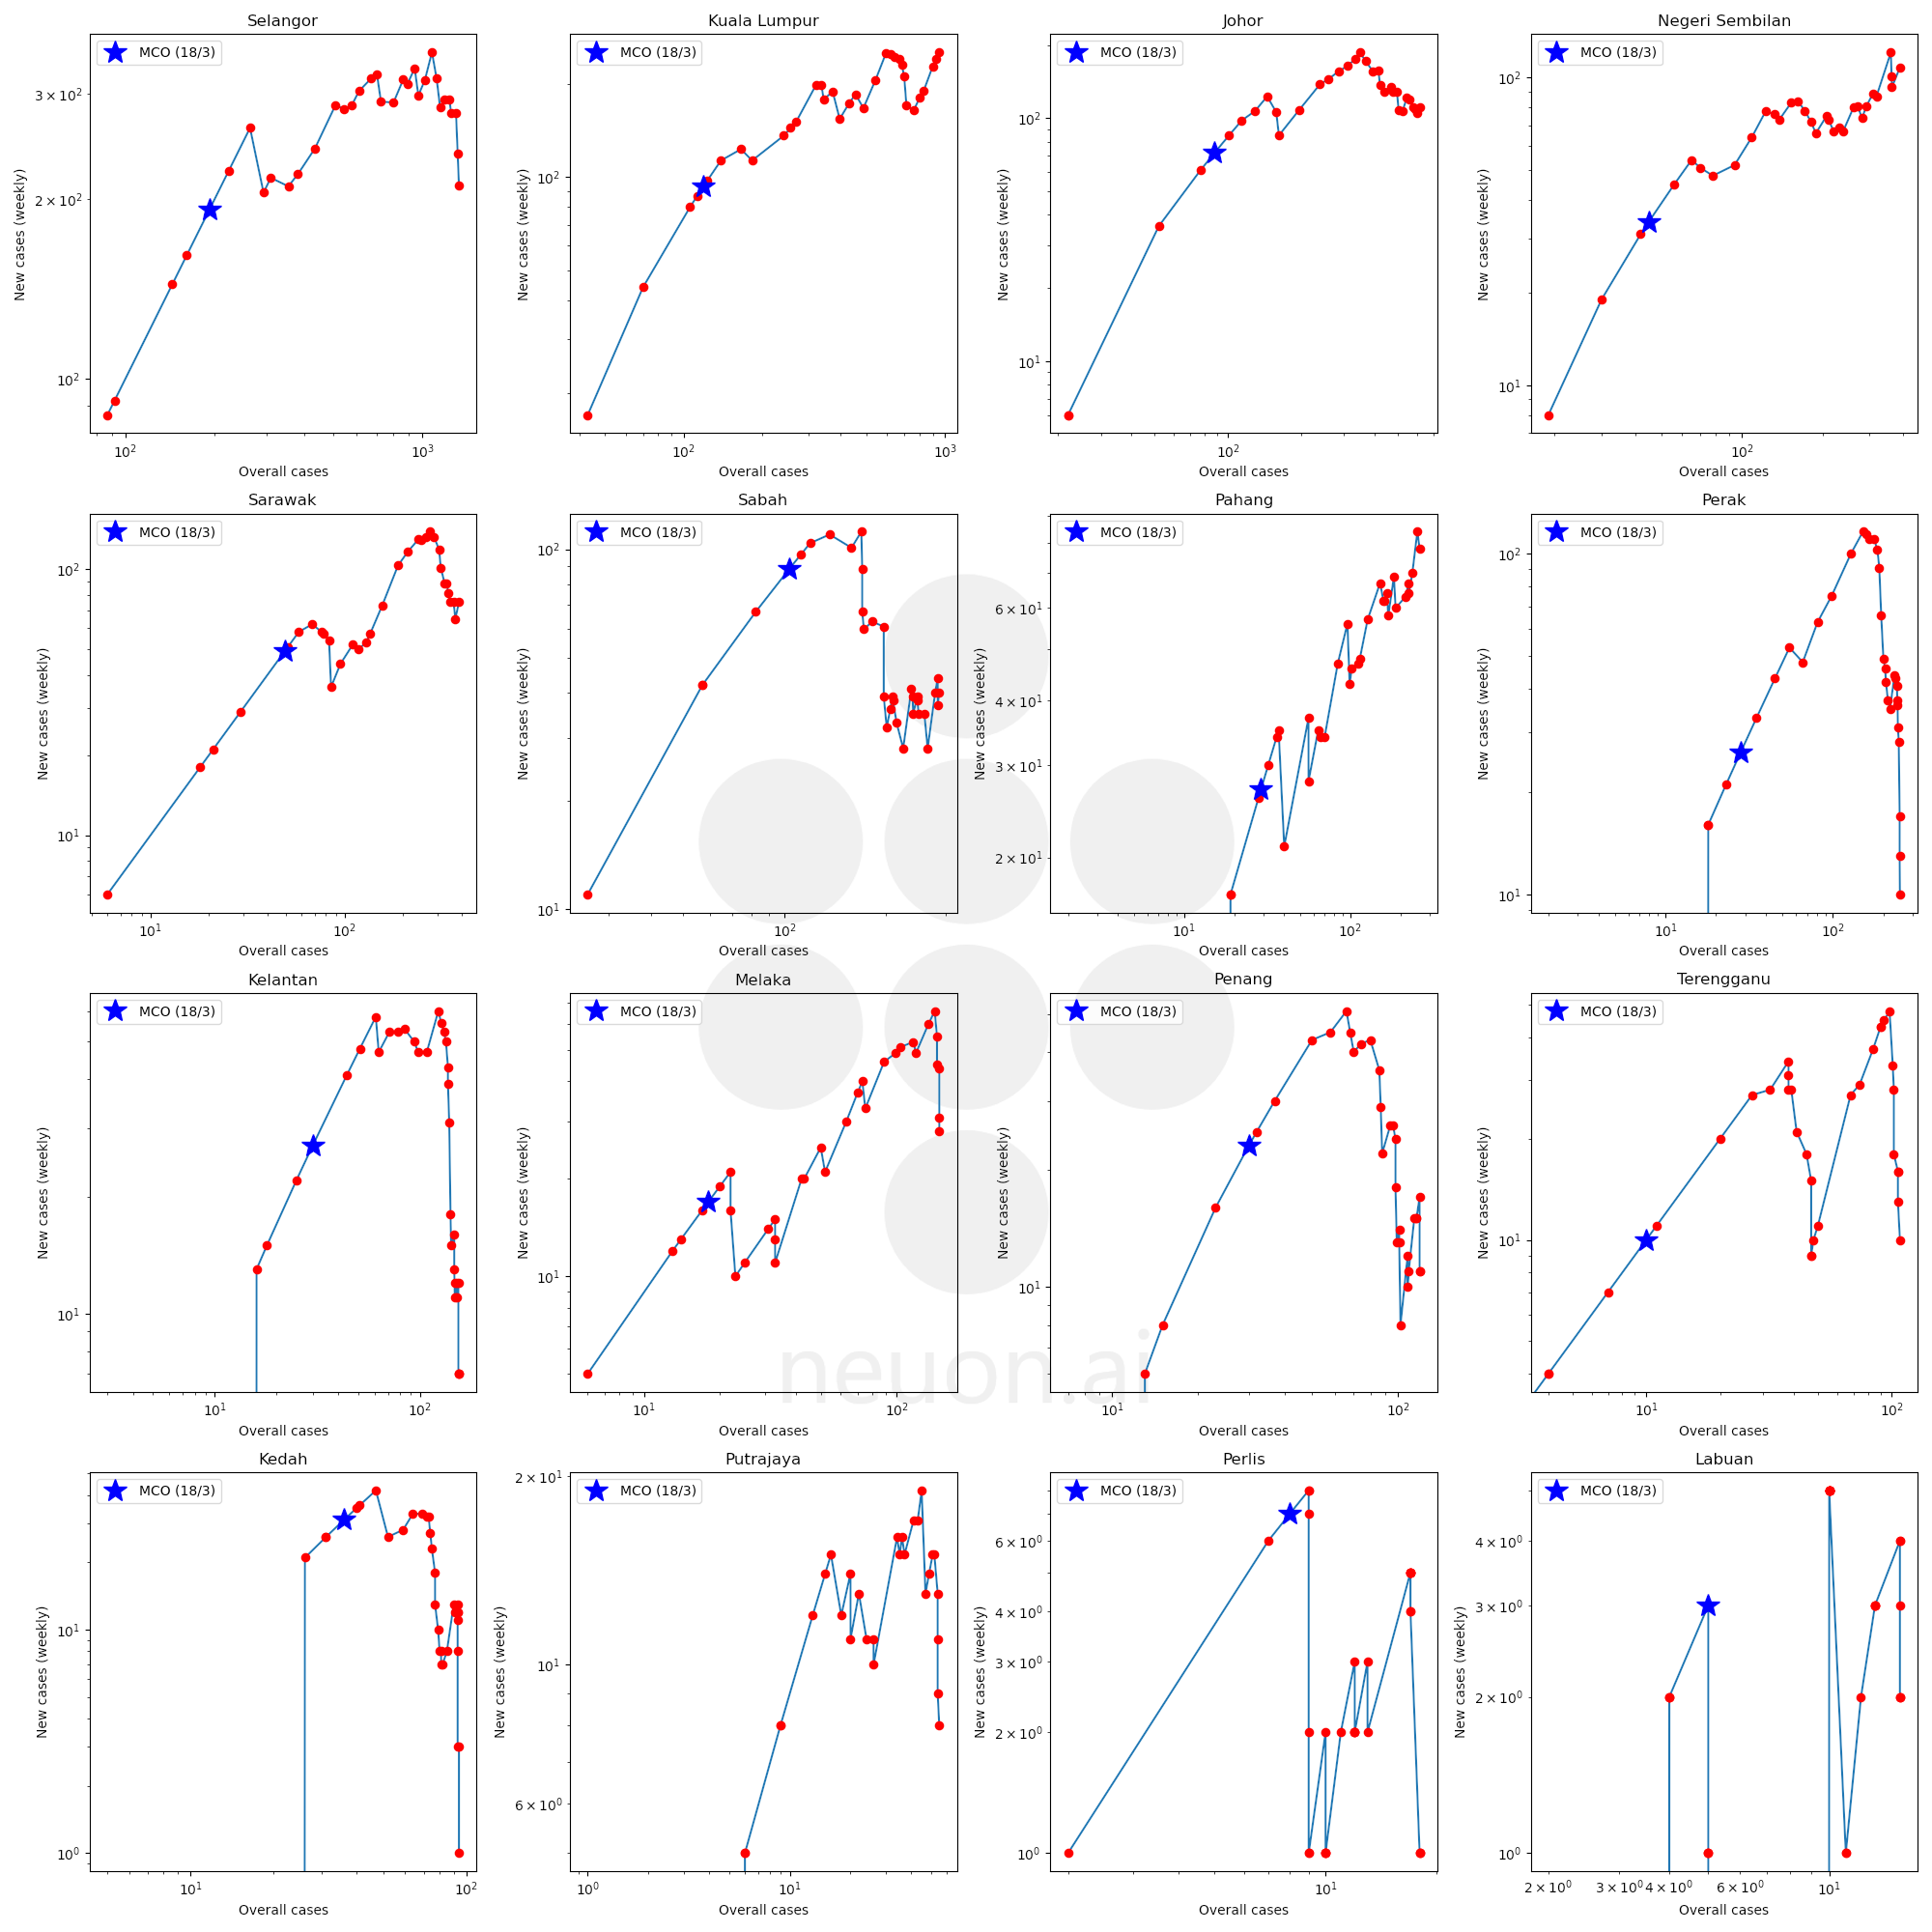 Selangor
MCO (18/3)
New cases (weekly)
3 × 10²
2 × 10²
10²
10² 10³
Overall cases
Kuala Lumpur
MCO (18/3)
New cases (weekly)
10²
10² 10³
Overall cases
Johor
MCO (18/3)
New cases (weekly)
10²
10¹
10²
Overall cases
Negeri Sembilan
MCO (18/3)
New cases (weekly)
10²
10¹
10²
Overall cases
Sarawak
MCO (18/3)
New cases (weekly)
10²
10¹
10¹ 10²
Overall cases
Sabah
MCO (18/3)
New cases (weekly)
10²
10¹
10²
Overall cases
Pahang
MCO (18/3)
New cases (weekly)
6 × 10¹
4 × 10¹
3 × 10¹
2 × 10¹
10¹ 10²
Overall cases
Perak
MCO (18/3)
New cases (weekly)
10²
10¹
10¹ 10²
Overall cases
Kelantan
MCO (18/3)
New cases (weekly)
10¹
10¹ 10²
Overall cases
Melaka
MCO (18/3)
New cases (weekly)
10¹
10¹ 10²
Overall cases
Penang
MCO (18/3)
New cases (weekly)
10¹
10¹ 10²
Overall cases
Terengganu
MCO (18/3)
New cases (weekly)
10¹
10¹ 10²
Overall cases
neuon.ai
Kedah
MCO (18/3)
New cases (weekly)
10¹
10⁰
10¹ 10²
Overall cases
Putrajaya
MCO (18/3)
New cases (weekly)
2 × 10¹
10¹
6 × 10⁰
10⁰ 10¹
Overall cases
Perlis
MCO (18/3)
New cases (weekly)
6 × 10⁰
4 × 10⁰
3 × 10⁰
2 × 10⁰
10⁰
10¹
Overall cases
Labuan
MCO (18/3)
New cases (weekly)
4 × 10⁰
3 × 10⁰
2 × 10⁰
10⁰
2 × 10⁰ 3 × 10⁰ 4 × 10⁰ 6 × 10⁰ 10¹
Overall cases